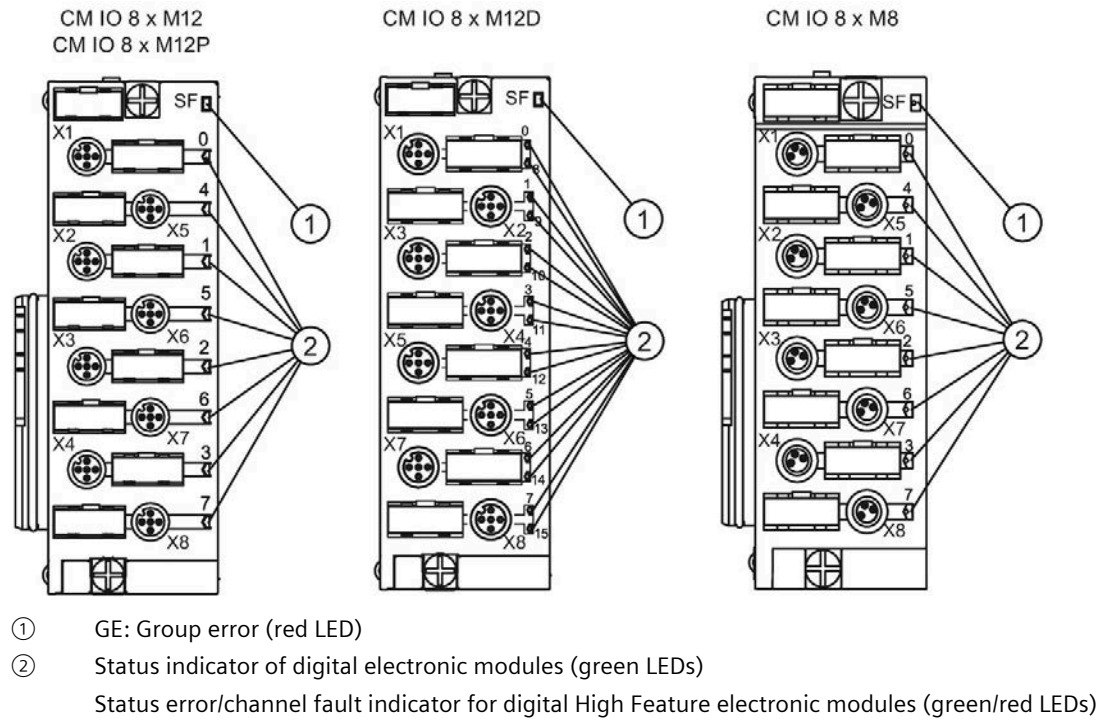 CM IO 8 x M12
CM IO 8 x M12P
SF
X1
0
4
X5
X2
1
5
X6
X3
2
6
X7
X4
3
7
X8
1
2
CM IO 8 x M12D
SF
X1
0
8
1
9
X2
X3
2
10
3
11
X4
X5
4
12
5
13
X6
X7
6
14
7
15
X8
1
2
CM IO 8 x M8
SF
X1
0
4
X5
X2
1
5
X6
X3
2
6
X7
X4
3
7
X8
1
2
① GE: Group error (red LED)
② Status indicator of digital electronic modules (green LEDs)
Status error/channel fault indicator for digital High Feature electronic modules (green/red LEDs)